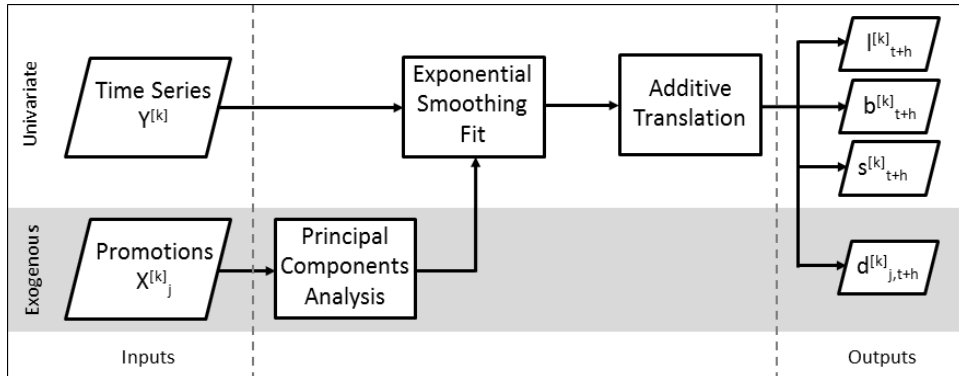 Univariate
Time Series
Y[k]
Exponential
Smoothing
Fit
Additive
Translation
l[k]t+h
b[k]t+h
s[k]t+h
Exogenous
Promotions
X[k]j
Principal
Components
Analysis
d[k]j,t+h
Inputs
Outputs